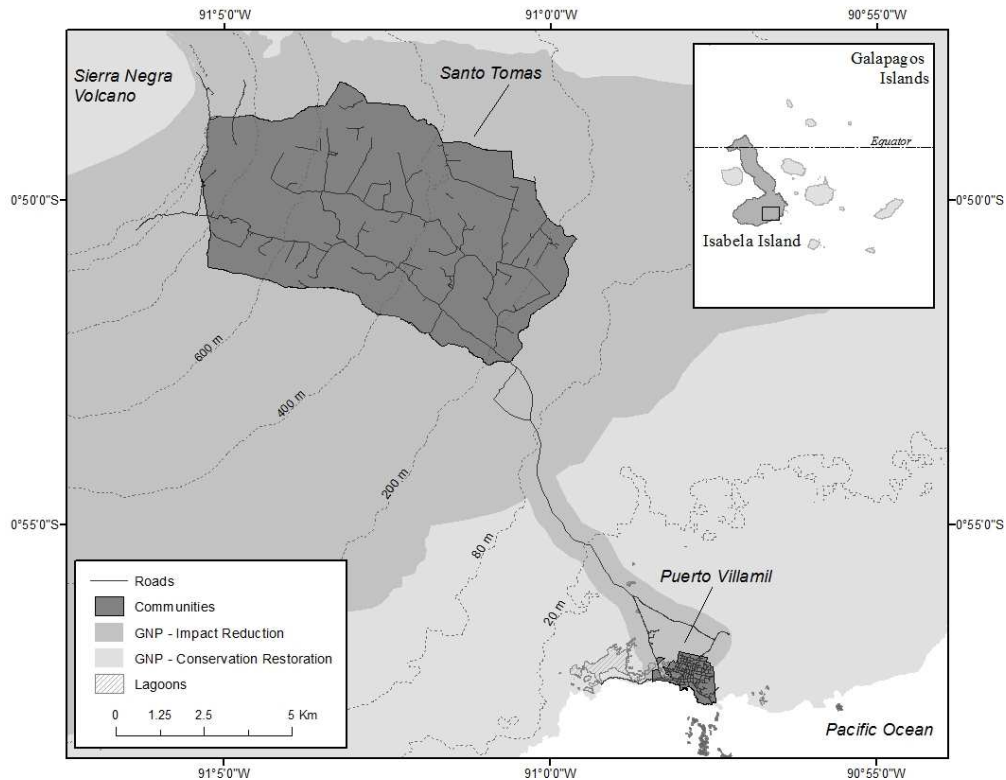 91°5'0"W
91°0'0"W
90°55'0"W
Sierra Negra
Volcano
Santo Tomas
Galapagos
Islands
Equator
Isabela Island
0°50'0"S
0°50'0"S
600 m
400 m
200 m
80 m
20 m
0°55'0"S
0°55'0"S
Puerto Villamil
Roads
Communities
GNP - Impact Reduction
GNP - Conservation Restoration
Lagoons
0 1.25 2.5 5 Km
Pacific Ocean
91°5'0"W
91°0'0"W
90°55'0"W